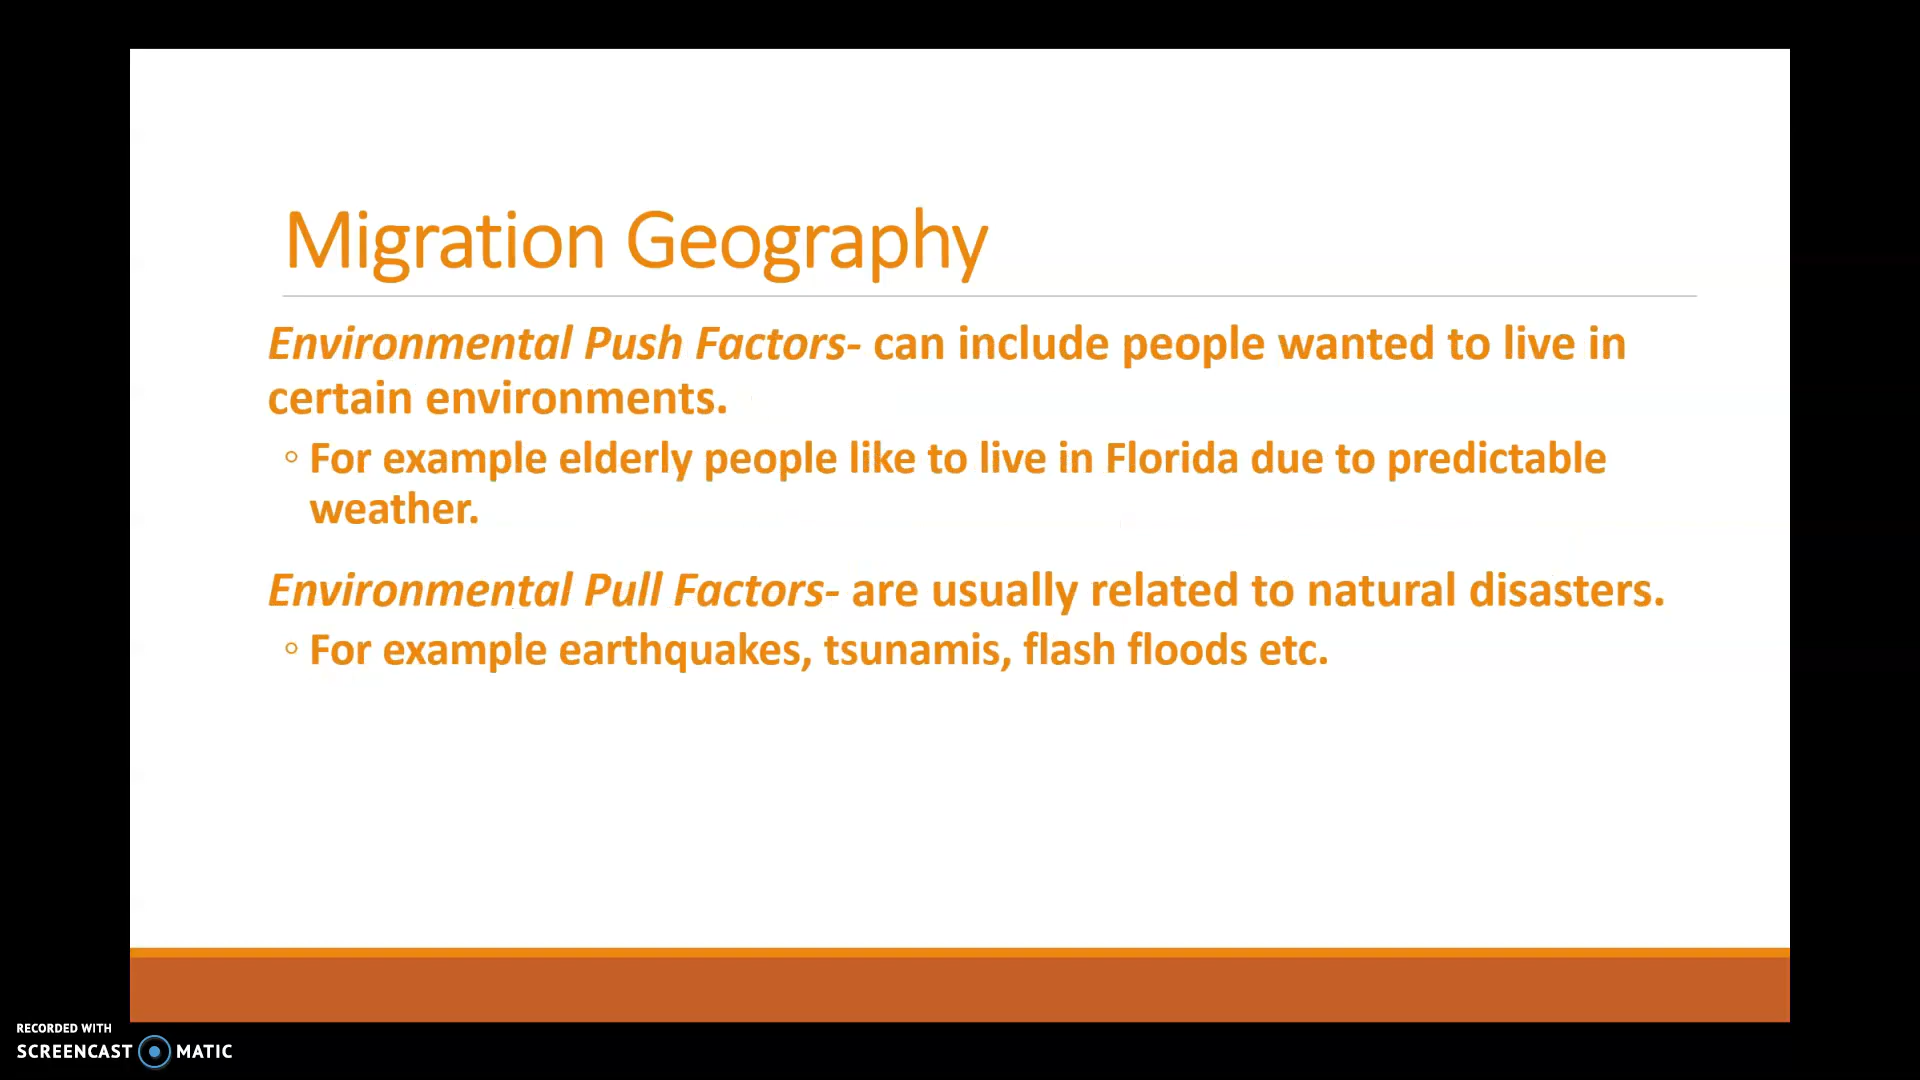 Migration Geography
Environmental Push Factors- can include people wanted to live in
certain environments.
◦ For example elderly people like to live in Florida due to predictable
weather.
Environmental Pull Factors- are usually related to natural disasters.
◦ For example earthquakes, tsunamis, flash floods etc.
RECORDED WITH
SCREENCAST MATIC